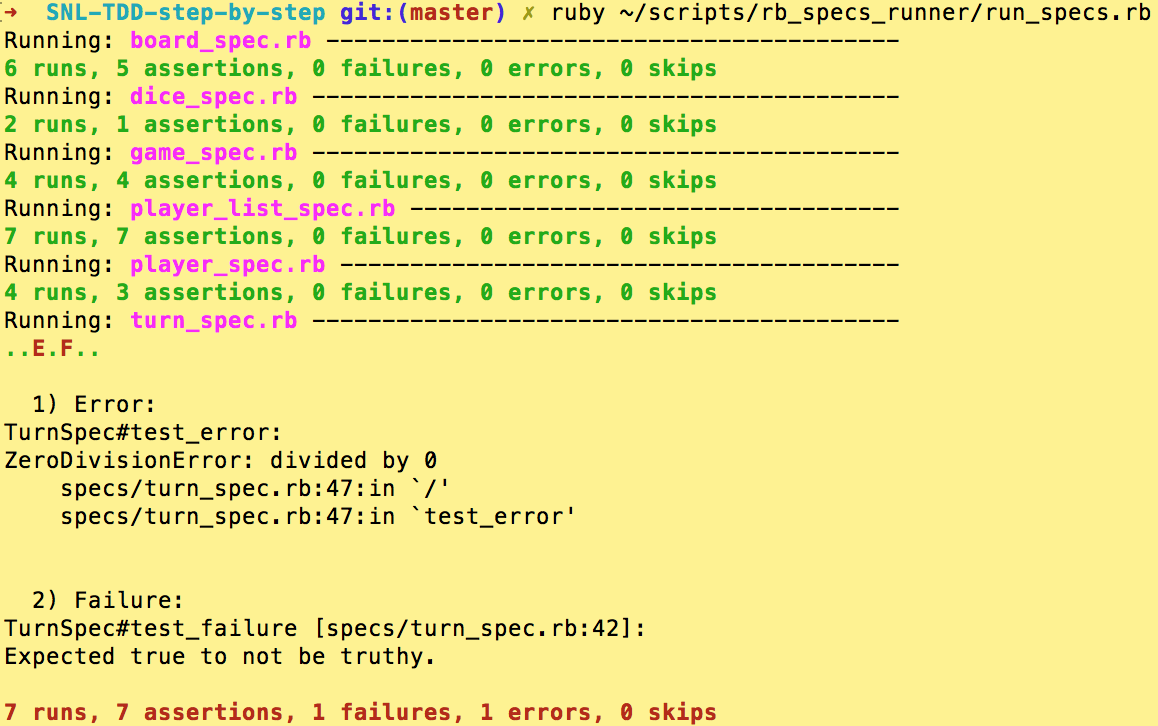 ➜  SNL-TDD-step-by-step git:(master) ✗ ruby ~/scripts/rb_specs_runner/run_specs.rb
Running: board_spec.rb -----------------------------------------
6 runs, 5 assertions, 0 failures, 0 errors, 0 skips
Running: dice_spec.rb ------------------------------------------
2 runs, 1 assertions, 0 failures, 0 errors, 0 skips
Running: game_spec.rb ------------------------------------------
4 runs, 4 assertions, 0 failures, 0 errors, 0 skips
Running: player_list_spec.rb -----------------------------------
7 runs, 7 assertions, 0 failures, 0 errors, 0 skips
Running: player_spec.rb ----------------------------------------
4 runs, 3 assertions, 0 failures, 0 errors, 0 skips
Running: turn_spec.rb ------------------------------------------
..E.F..
  1) Error:
TurnSpec#test_error:
ZeroDivisionError: divided by 0
    specs/turn_spec.rb:47:in `/'
    specs/turn_spec.rb:47:in `test_error'
  2) Failure:
TurnSpec#test_failure [specs/turn_spec.rb:42]:
Expected true to not be truthy.
7 runs, 7 assertions, 1 failures, 1 errors, 0 skips